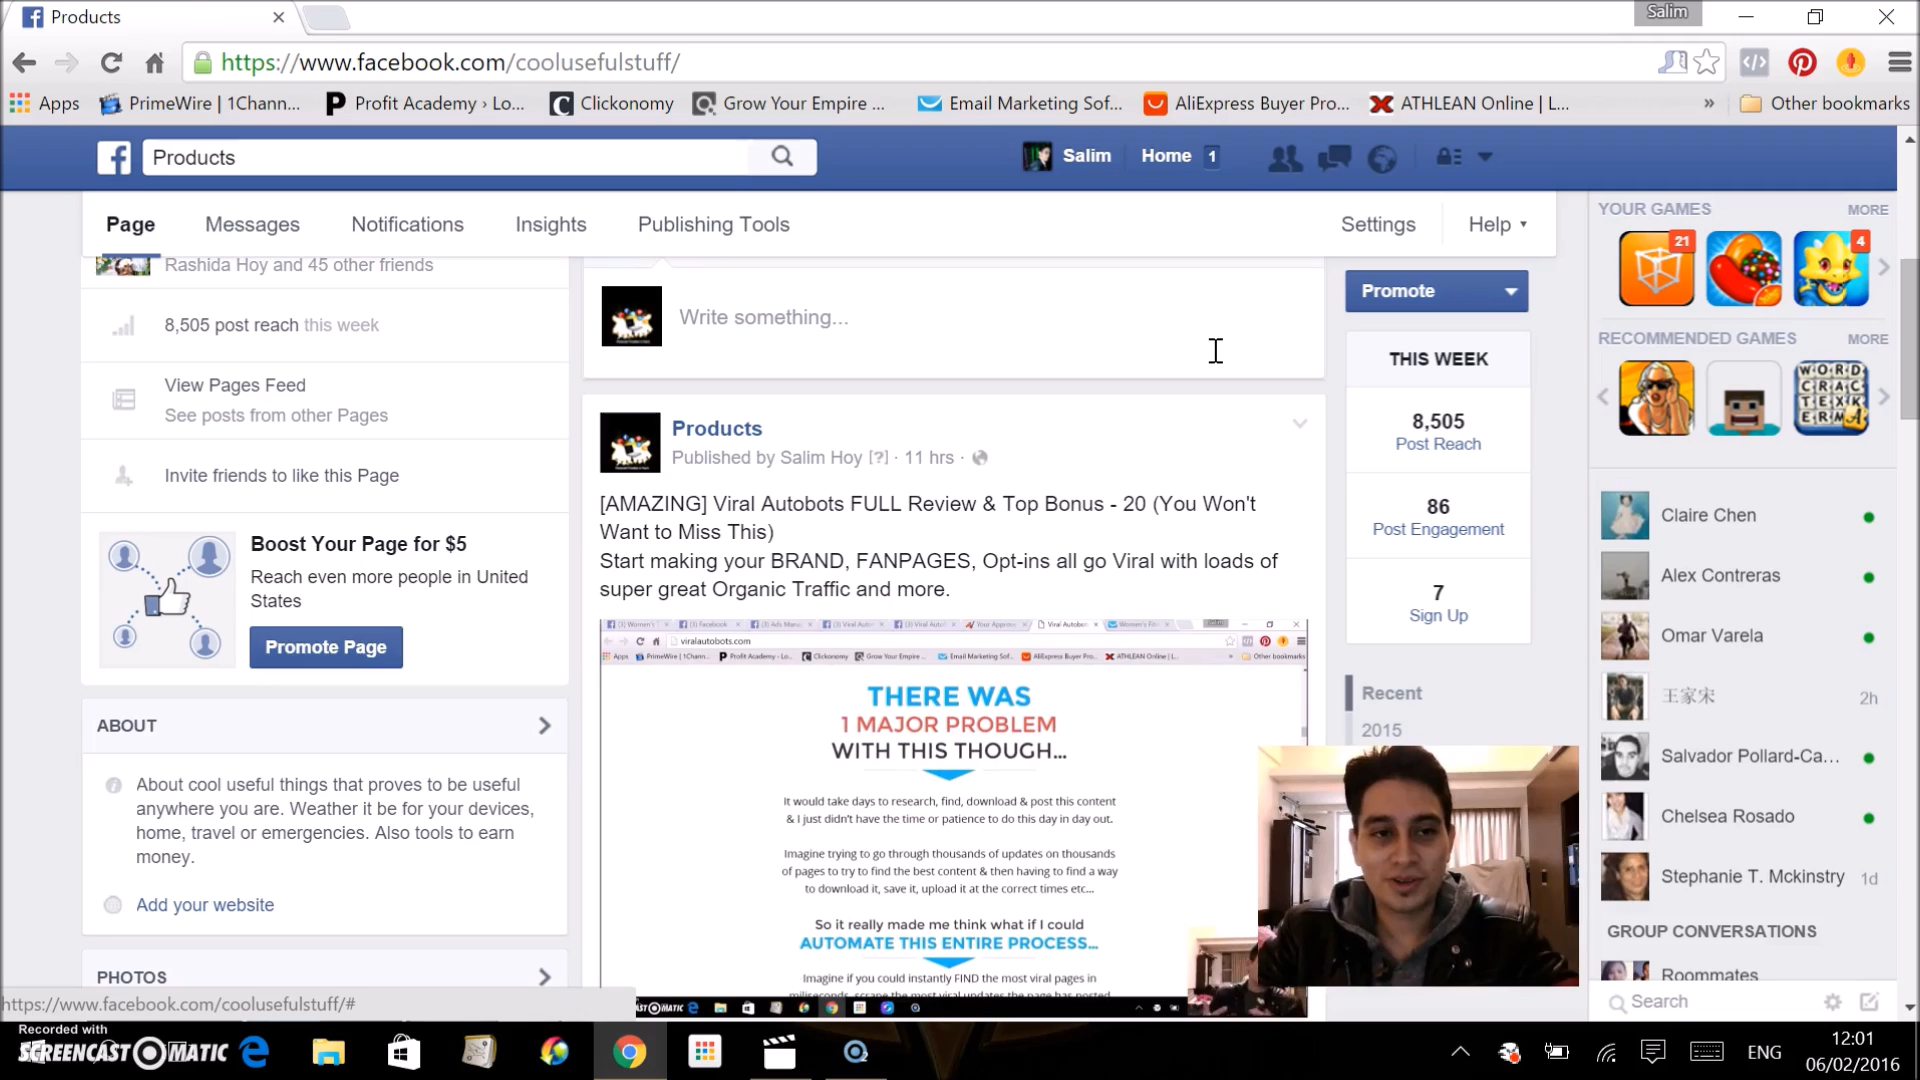 Products
Salim
https://www.facebook.com/coolusefulstuff/
Apps
PrimeWire | 1Chann...
Profit Academy › Lo...
Clickonomy
Grow Your Empire ...
Email Marketing Sof...
AliExpress Buyer Pro...
ATHLEAN Online | L...
»
Other bookmarks
Products
Salim
Home 1
Page
Messages
Notifications
Insights
Publishing Tools
Settings
Help
Rashida Hoy and 45 other friends
8,505 post reach this week
View Pages Feed
See posts from other Pages
Invite friends to like this Page
Boost Your Page for $5
Reach even more people in United
States
Promote Page
ABOUT
About cool useful things that proves to be useful
anywhere you are. Weather it be for your devices,
home, travel or emergencies. Also tools to earn
money.
Add your website
PHOTOS
https://www.facebook.com/coolusefulstuff/#
Write something...
Products
Published by Salim Hoy [?] · 11 hrs ·
[AMAZING] Viral Autobots FULL Review & Top Bonus - 20 (You Won't
Want to Miss This)
Start making your BRAND, FANPAGES, Opt-ins all go Viral with loads of
super great Organic Traffic and more.
viralautobots.com
THERE WAS
1 MAJOR PROBLEM
WITH THIS THOUGH...
It would take days to research, find, download & post this content
& I just didn't have the time or patience to do this day in day out.
Imagine trying to go through thousands of updates on thousands
of pages to try to find the best content & then having to find a way
to download it, save it, upload it at the correct times etc...
So it really made me think what if I could
AUTOMATE THIS ENTIRE PROCESS...
Imagine if you could instantly FIND the most viral pages in
Promote
THIS WEEK
8,505
Post Reach
86
Post Engagement
7
Sign Up
Recent
2015
YOUR GAMES
MORE
21
4
RECOMMENDED GAMES
MORE
WORD
CRAC
TEXK
ERMA
Claire Chen
Alex Contreras
Omar Varela
王家宋 2h
Salvador Pollard-Ca...
Chelsea Rosado
Stephanie T. Mckinstry 1d
GROUP CONVERSATIONS
Roommates
Search
Recorded with
SCREENCAST-O-MATIC
ENG
12:01
06/02/2016